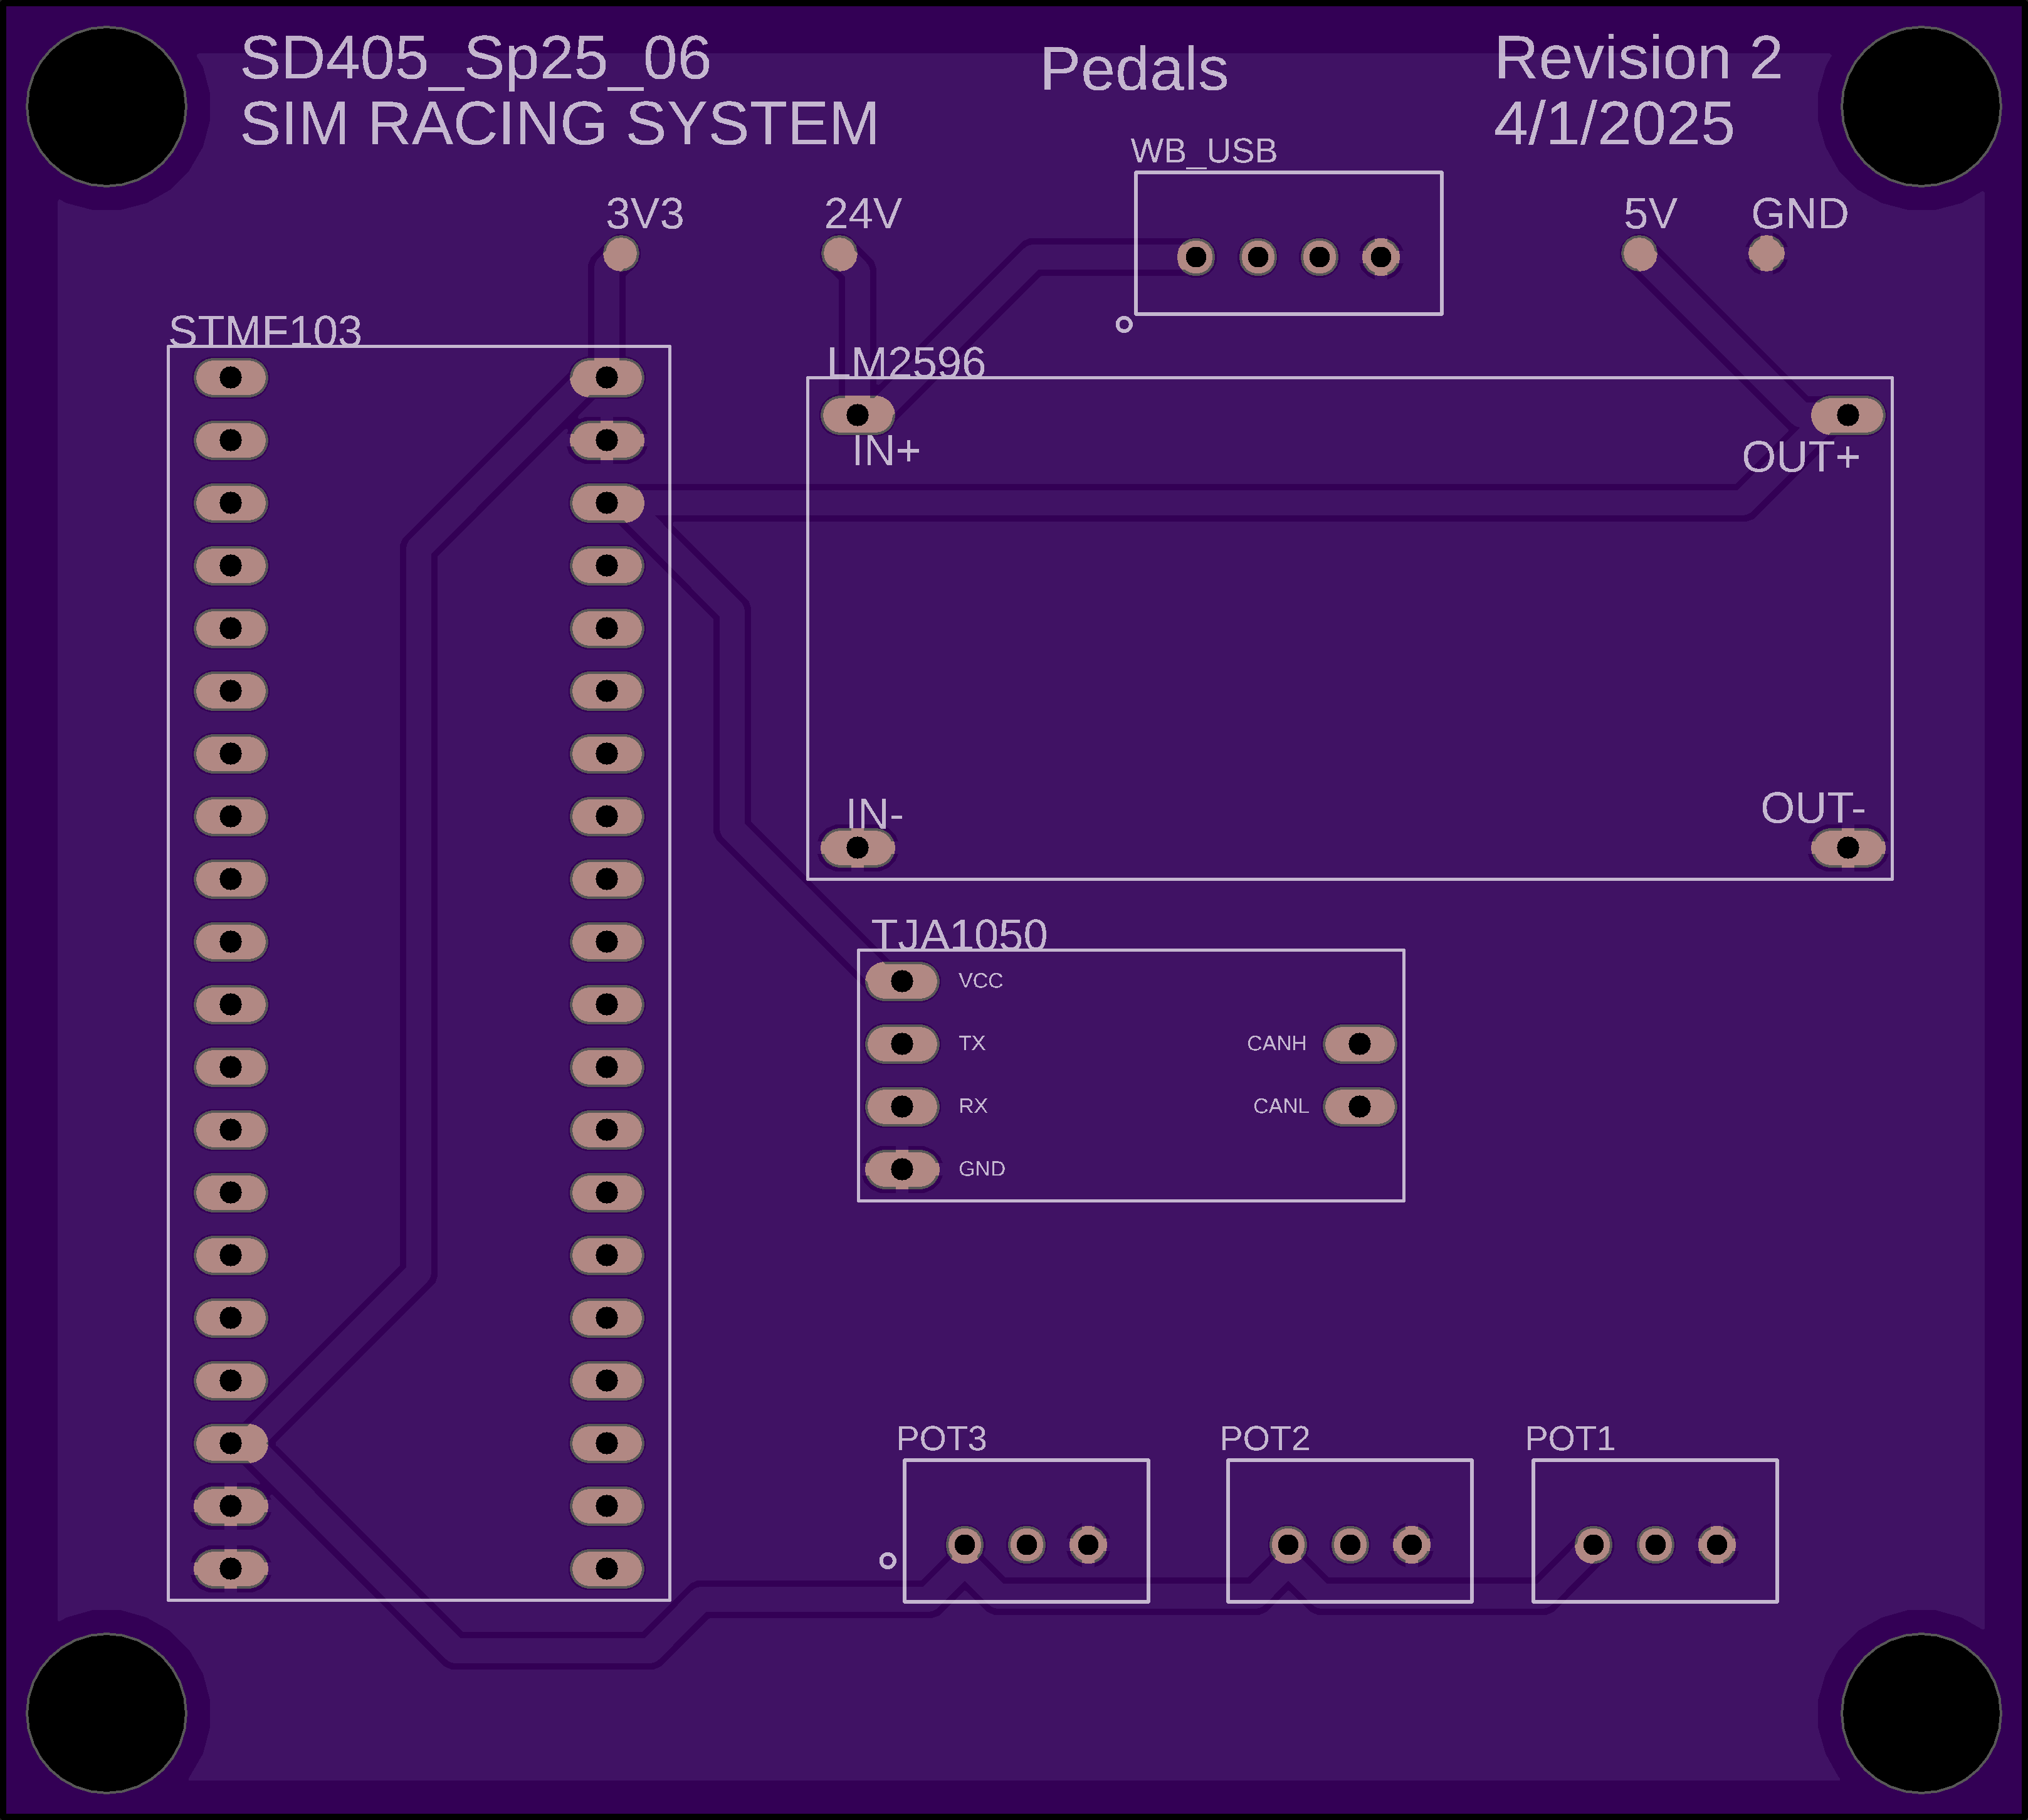 SD405_Sp25_06
SIM RACING SYSTEM
Pedals
Revision 2
4/1/2025
WB_USB
3V3
24V
5V
GND
STMF103
LM2596
IN+
OUT+
IN-
OUT-
TJA1050
VCC
TX
CANH
RX
CANL
GND
POT3
POT2
POT1